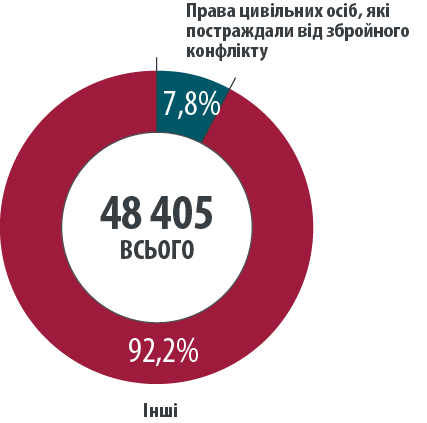 Права цивільних осіб, які
постраждали від збройного
конфлікту
7,8%
48 405
ВСЬОГО
92,2%
Інші